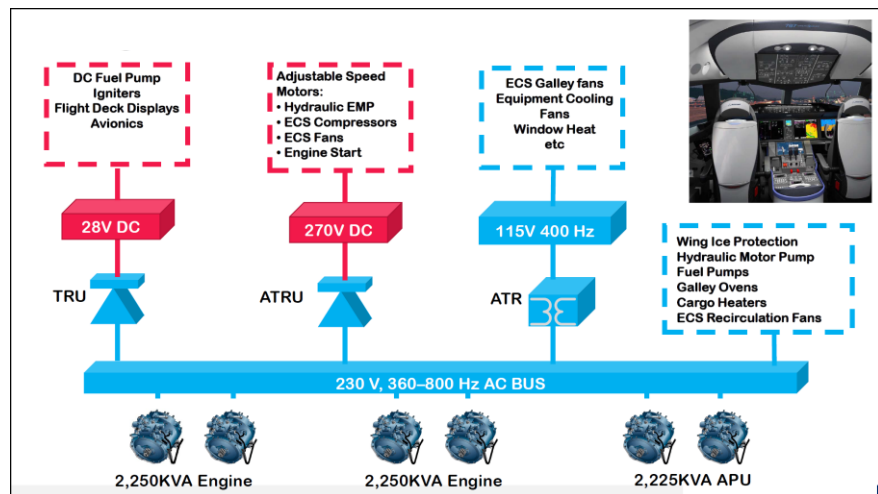 DC Fuel Pump
Igniters
Flight Deck Displays
Avionics
Adjustable Speed
Motors:
• Hydraulic EMP
• ECS Compressors
• ECS Fans
• Engine Start
ECS Galley fans
Equipment Cooling
Fans
Window Heat
etc
28V DC
270V DC
115V 400 Hz
Wing Ice Protection
Hydraulic Motor Pump
Fuel Pumps
Galley Ovens
Cargo Heaters
ECS Recirculation Fans
TRU
ATRU
ATR
230 V, 360–800 Hz AC BUS
2,250KVA Engine
2,250KVA Engine
2,225KVA APU